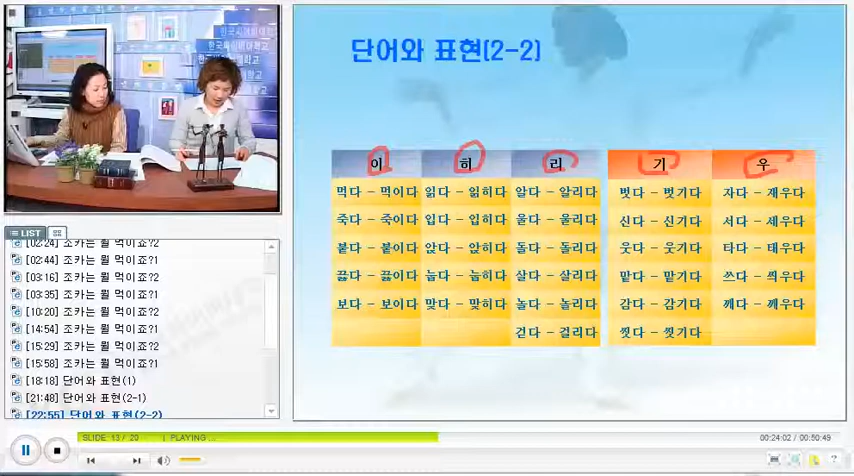 단어와 표현(2-2)
이 히 리 기 우
먹다 - 먹이다 읽다 - 읽히다 알다 - 알리다 벗다 - 벗기다 자다 - 재우다
죽다 - 죽이다 입다 - 입히다 울다 - 울리다 신다 - 신기다 서다 - 세우다
붙다 - 붙이다 앉다 - 앉히다 돌다 - 돌리다 웃다 - 웃기다 타다 - 태우다
끓다 - 끓이다 눕다 - 눕히다 살다 - 살리다 맡다 - 맡기다 쓰다 - 씌우다
보다 - 보이다 맞다 - 맞히다 놀다 - 놀리다 감다 - 감기다 깨다 - 깨우다
걷다 - 걸리다 씻다 - 씻기다
LIST
[02:24] 조카는 뭘 먹이죠?2
[02:44] 조카는 뭘 먹이죠?1
[03:16] 조카는 뭘 먹이죠?2
[03:35] 조카는 뭘 먹이죠?1
[10:20] 조카는 뭘 먹이죠?2
[14:54] 조카는 뭘 먹이죠?1
[15:29] 조카는 뭘 먹이죠?2
[15:58] 조카는 뭘 먹이죠?1
[18:18] 단어와 표현(1)
[21:48] 단어와 표현(2-1)
[22:55] 단어와 표현(2-2)
SLIDE: 13 / 20 PLAYING ...
00:24:02 / 00:50:49